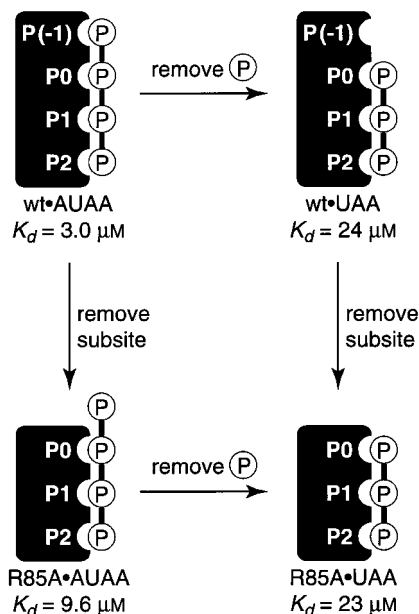 P(-1) P
P0 P
P1 P
P2 P
wt•AUAA
Kd = 3.0 μM
remove P
P(-1)
P0 P
P1 P
P2 P
wt•UAA
Kd = 24 μM
remove
subsite
remove
subsite
P
P0 P
P1 P
P2 P
R85A•AUAA
Kd = 9.6 μM
remove P
P0 P
P1 P
P2 P
R85A•UAA
Kd = 23 μM